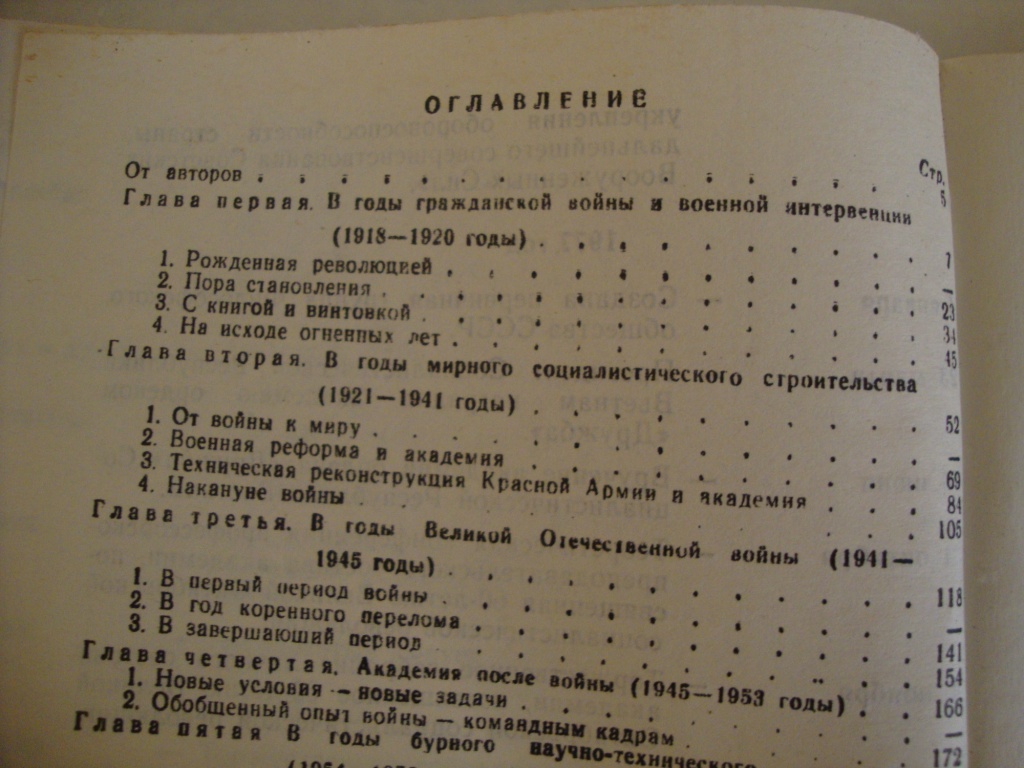 ОГЛАВЛЕНИЕ
Стр.
От авторов . . . . . . . . . . . . . . . 5
Глава первая. В годы гражданской войны и военной интервенции
(1918—1920 годы) . . . . . . . . . . 7
1. Рожденная революцией . . . . . . . . . . . —
2. Пора становления . . . . . . . . . . . . 23
3. С книгой и винтовкой . . . . . . . . . . . 34
4. На исходе огненных лет . . . . . . . . . . . 45
Глава вторая. В годы мирного социалистического строительства
(1921—1941 годы) . . . . . . . . . . 52
1. От войны к миру . . . . . . . . . . . . —
2. Военная реформа и академия . . . . . . . . . 69
3. Техническая реконструкция Красной Армии и академия . . . . 84
4. Накануне войны . . . . . . . . . . . . 105
Глава третья. В годы Великой Отечественной войны (1941—
1945 годы) . . . . . . . . . . . . 118
1. В первый период войны . . . . . . . . . . . —
2. В год коренного перелома . . . . . . . . . . 141
3. В завершающий период . . . . . . . . . . . 154
Глава четвертая. Академия после войны (1945—1953 годы) . . 166
1. Новые условия — новые задачи . . . . . . . . . —
2. Обобщенный опыт войны — командным кадрам . . . . . 172
Глава пятая В годы бурного научно-технического